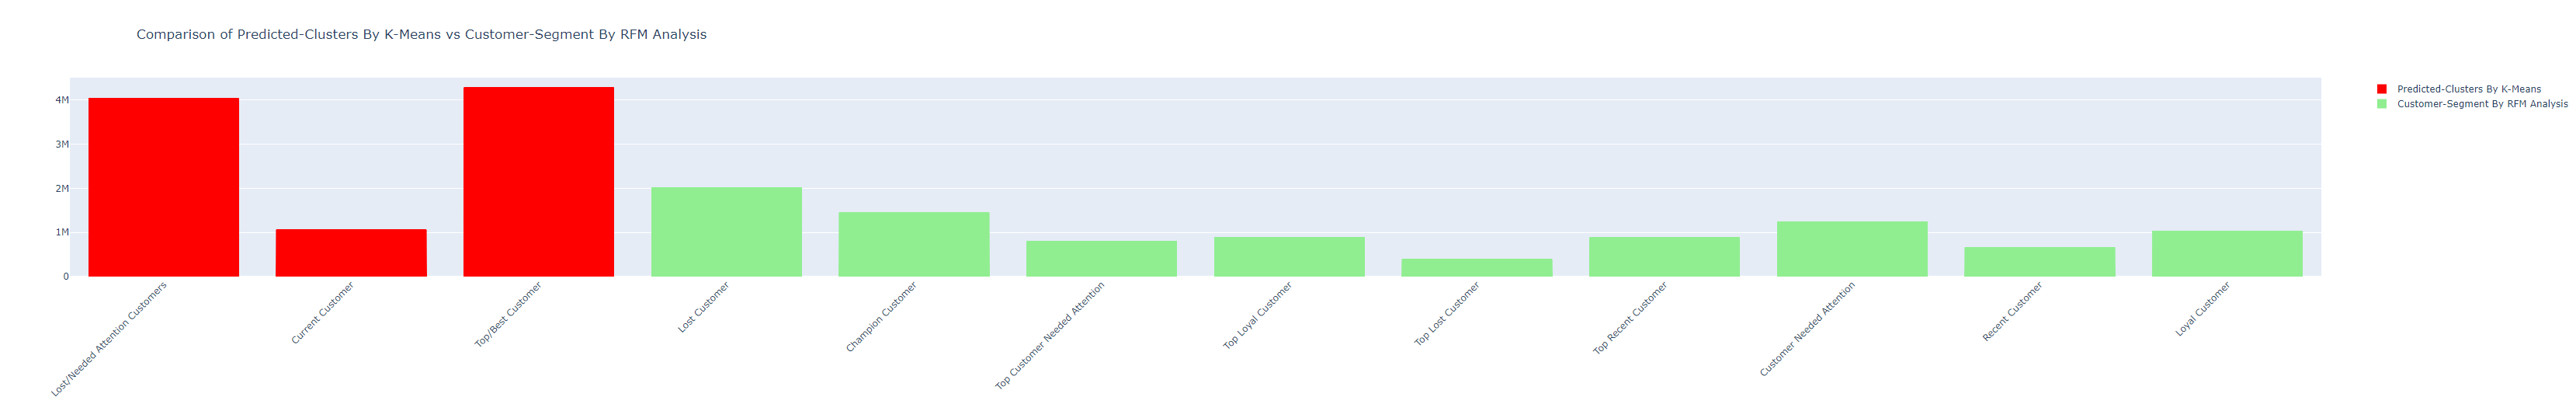 Comparison of Predicted-Clusters By K-Means vs Customer-Segment By RFM Analysis
4M
3M
2M
1M
0
Lost/Needed Attention Customers
Current Customer
Top/Best Customer
Lost Customer
Champion Customer
Top Customer Needed Attention
Top Loyal Customer
Top Lost Customer
Top Recent Customer
Customer Needed Attention
Recent Customer
Loyal Customer
Predicted-Clusters By K-Means
Customer-Segment By RFM Analysis